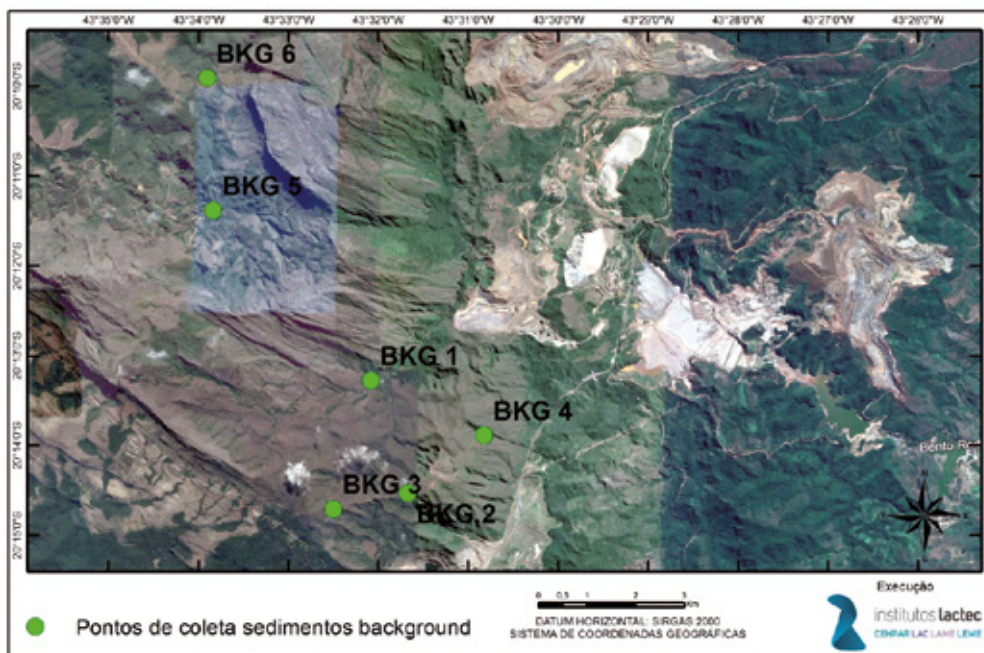 43°35'0"W 43°34'0"W 43°33'0"W 43°32'0"W 43°31'0"W 43°30'0"W 43°29'0"W 43°28'0"W 43°27'0"W 43°26'0"W
BKG 6
20°11'0"S
BKG 5
20°12'0"S
20°13'0"S
BKG 1
BKG 4
20°14'0"S
Bento
BKG 3
BKG 2
20°15'0"S
Pontos de coleta sedimentos background
0 0,5 1 2 3
Km
DATUM HORIZONTAL: SIRGAS 2000
SISTEMA DE COORDENADAS GEOGRÁFICAS
Execução
institutos lactec
CEHPAR LAC LAME LEME